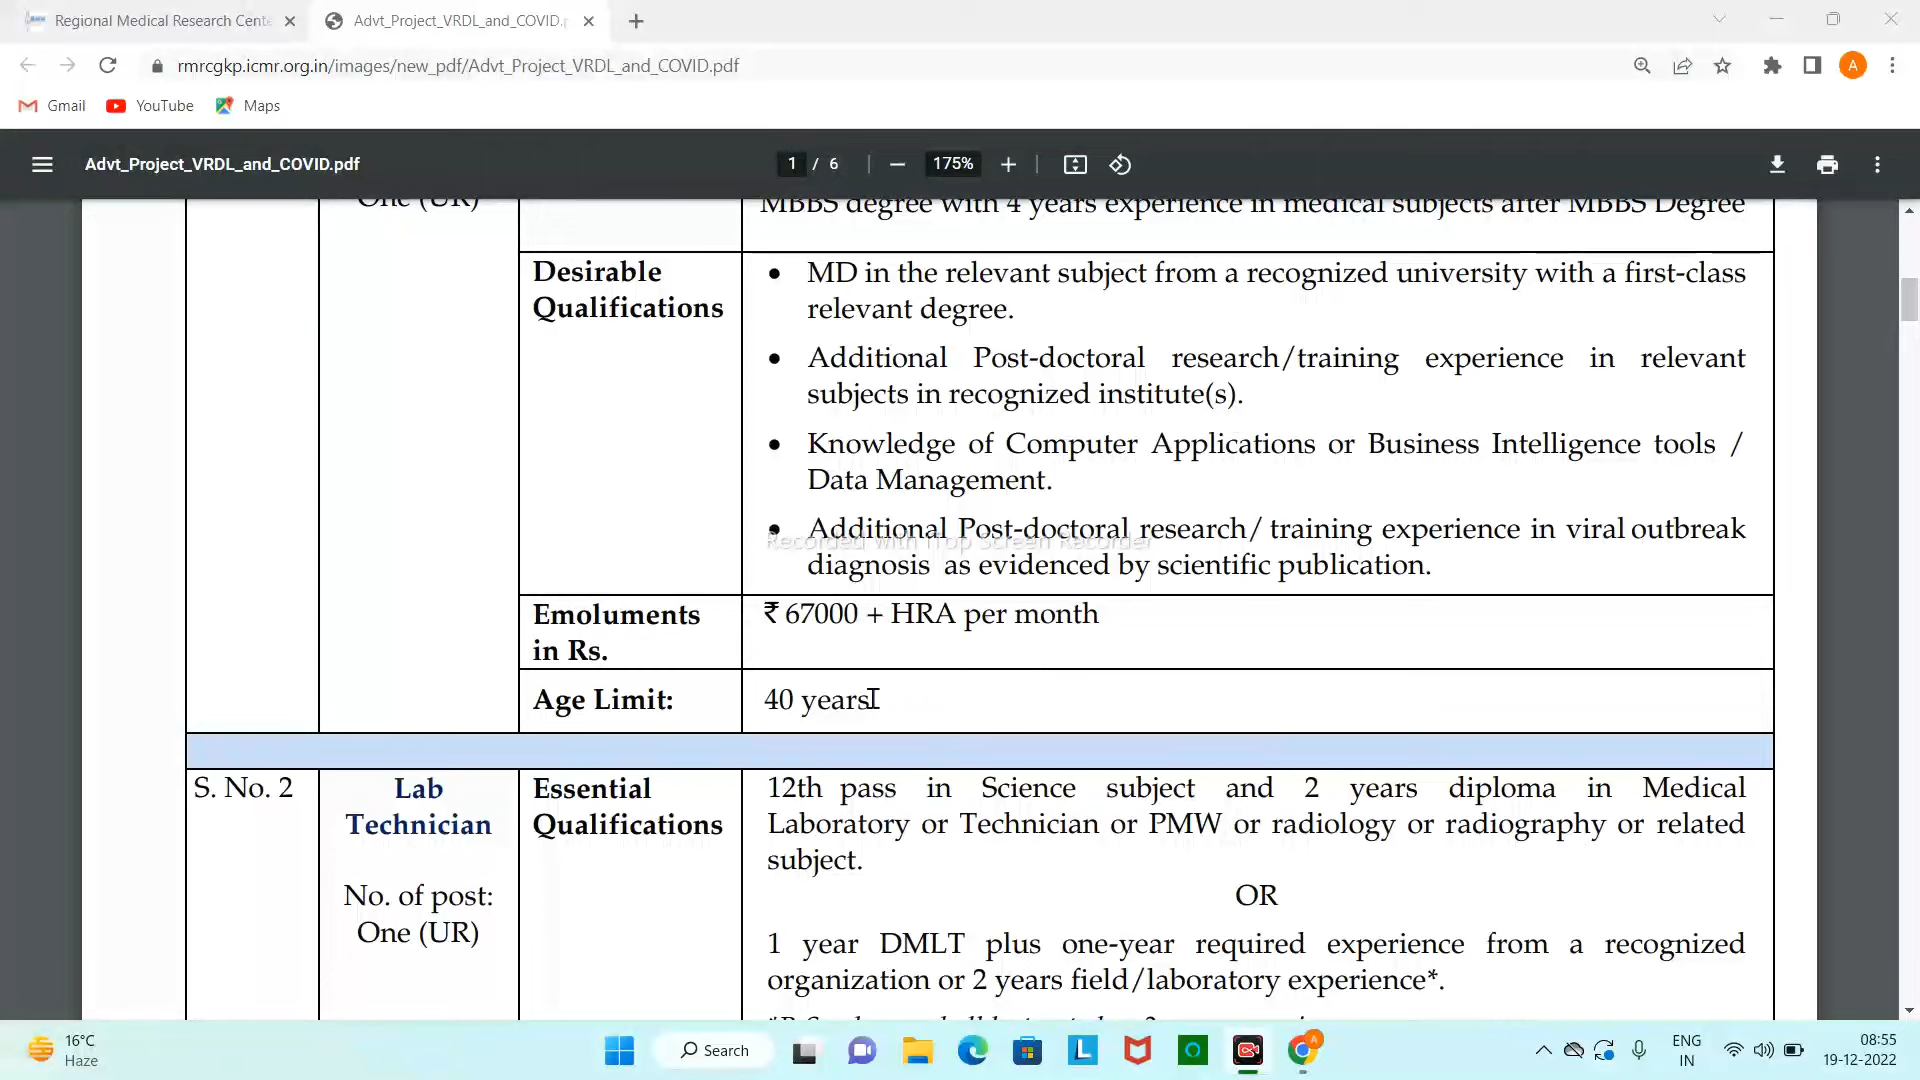 Regional Medical Research Cent
Advt_Project_VRDL_and_COVID.p
rmrcgkp.icmr.org.in/images/new_pdf/Advt_Project_VRDL_and_COVID.pdf
A
Gmail
YouTube
Maps
Advt_Project_VRDL_and_COVID.pdf
1 / 6
175%
One (UR)
MBBS degree with 4 years experience in medical subjects after MBBS Degree
Desirable
Qualifications
• MD in the relevant subject from a recognized university with a first-class
relevant degree.
• Additional Post-doctoral research/training experience in relevant
subjects in recognized institute(s).
• Knowledge of Computer Applications or Business Intelligence tools /
Data Management.
• Additional Post-doctoral research/ training experience in viral outbreak
diagnosis as evidenced by scientific publication.
Recorded with iTop Screen Recorder
Emoluments
in Rs.
₹ 67000 + HRA per month
Age Limit:
40 years
S. No. 2
Lab
Technician
No. of post:
One (UR)
Essential
Qualifications
12th pass in Science subject and 2 years diploma in Medical
Laboratory or Technician or PMW or radiology or radiography or related
subject.
OR
1 year DMLT plus one-year required experience from a recognized
organization or 2 years field/laboratory experience*.
16°C
Haze
Search
ENG
IN
08:55
19-12-2022